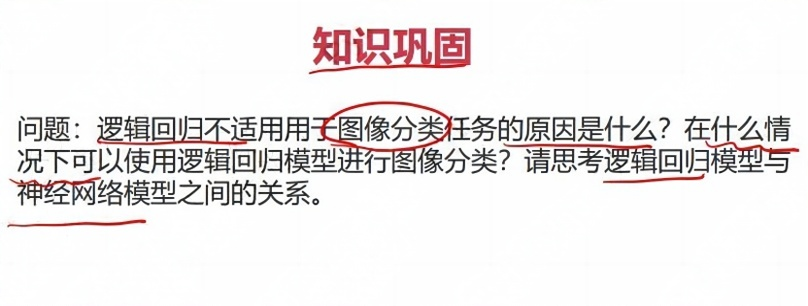 知识巩固
问题：逻辑回归不适用用于图像分类任务的原因是什么？在什么情
况下可以使用逻辑回归模型进行图像分类？请思考逻辑回归模型与
神经网络模型之间的关系。